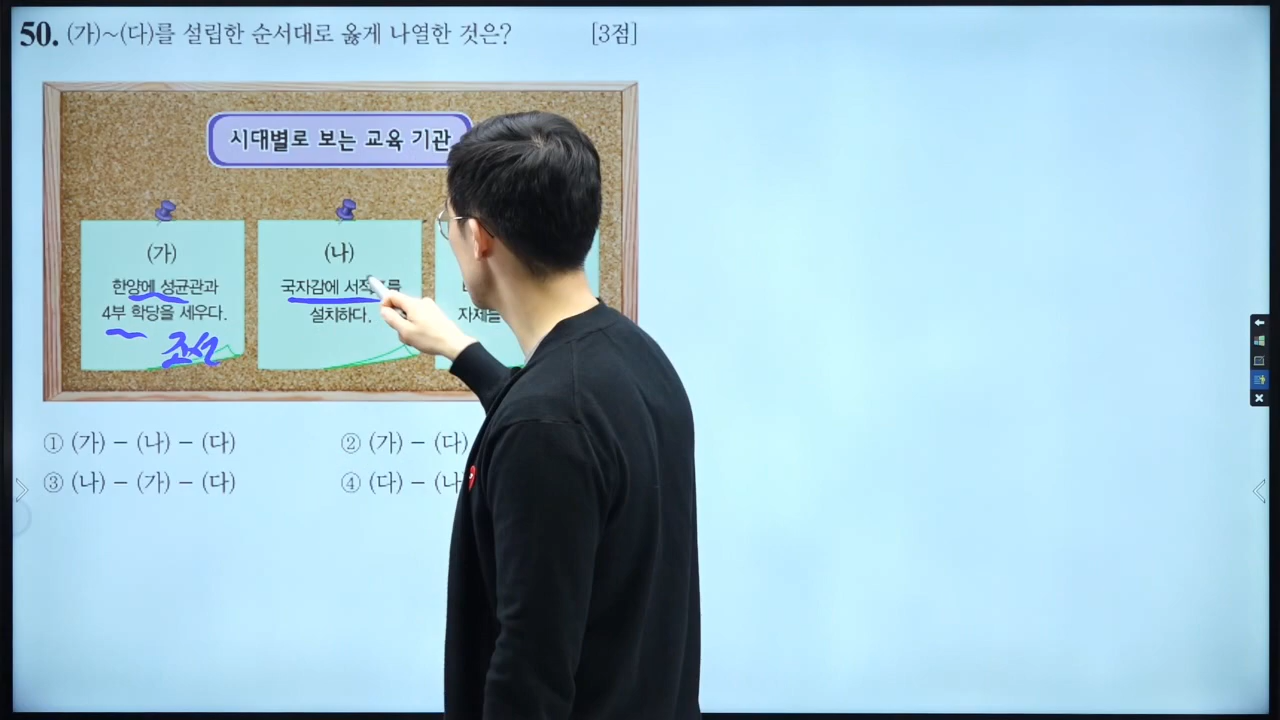 50. (가)~(다)를 설립한 순서대로 옳게 나열한 것은? [3점]
시대별로 보는 교육 기관
(가)
한양에 성균관과
4부 학당을 세우다.
조선
(나)
국자감에 를
설치하다.
자제들
① (가) - (나) - (다)
② (가) - (다)
③ (나) - (가) - (다)
④ (다) - (나